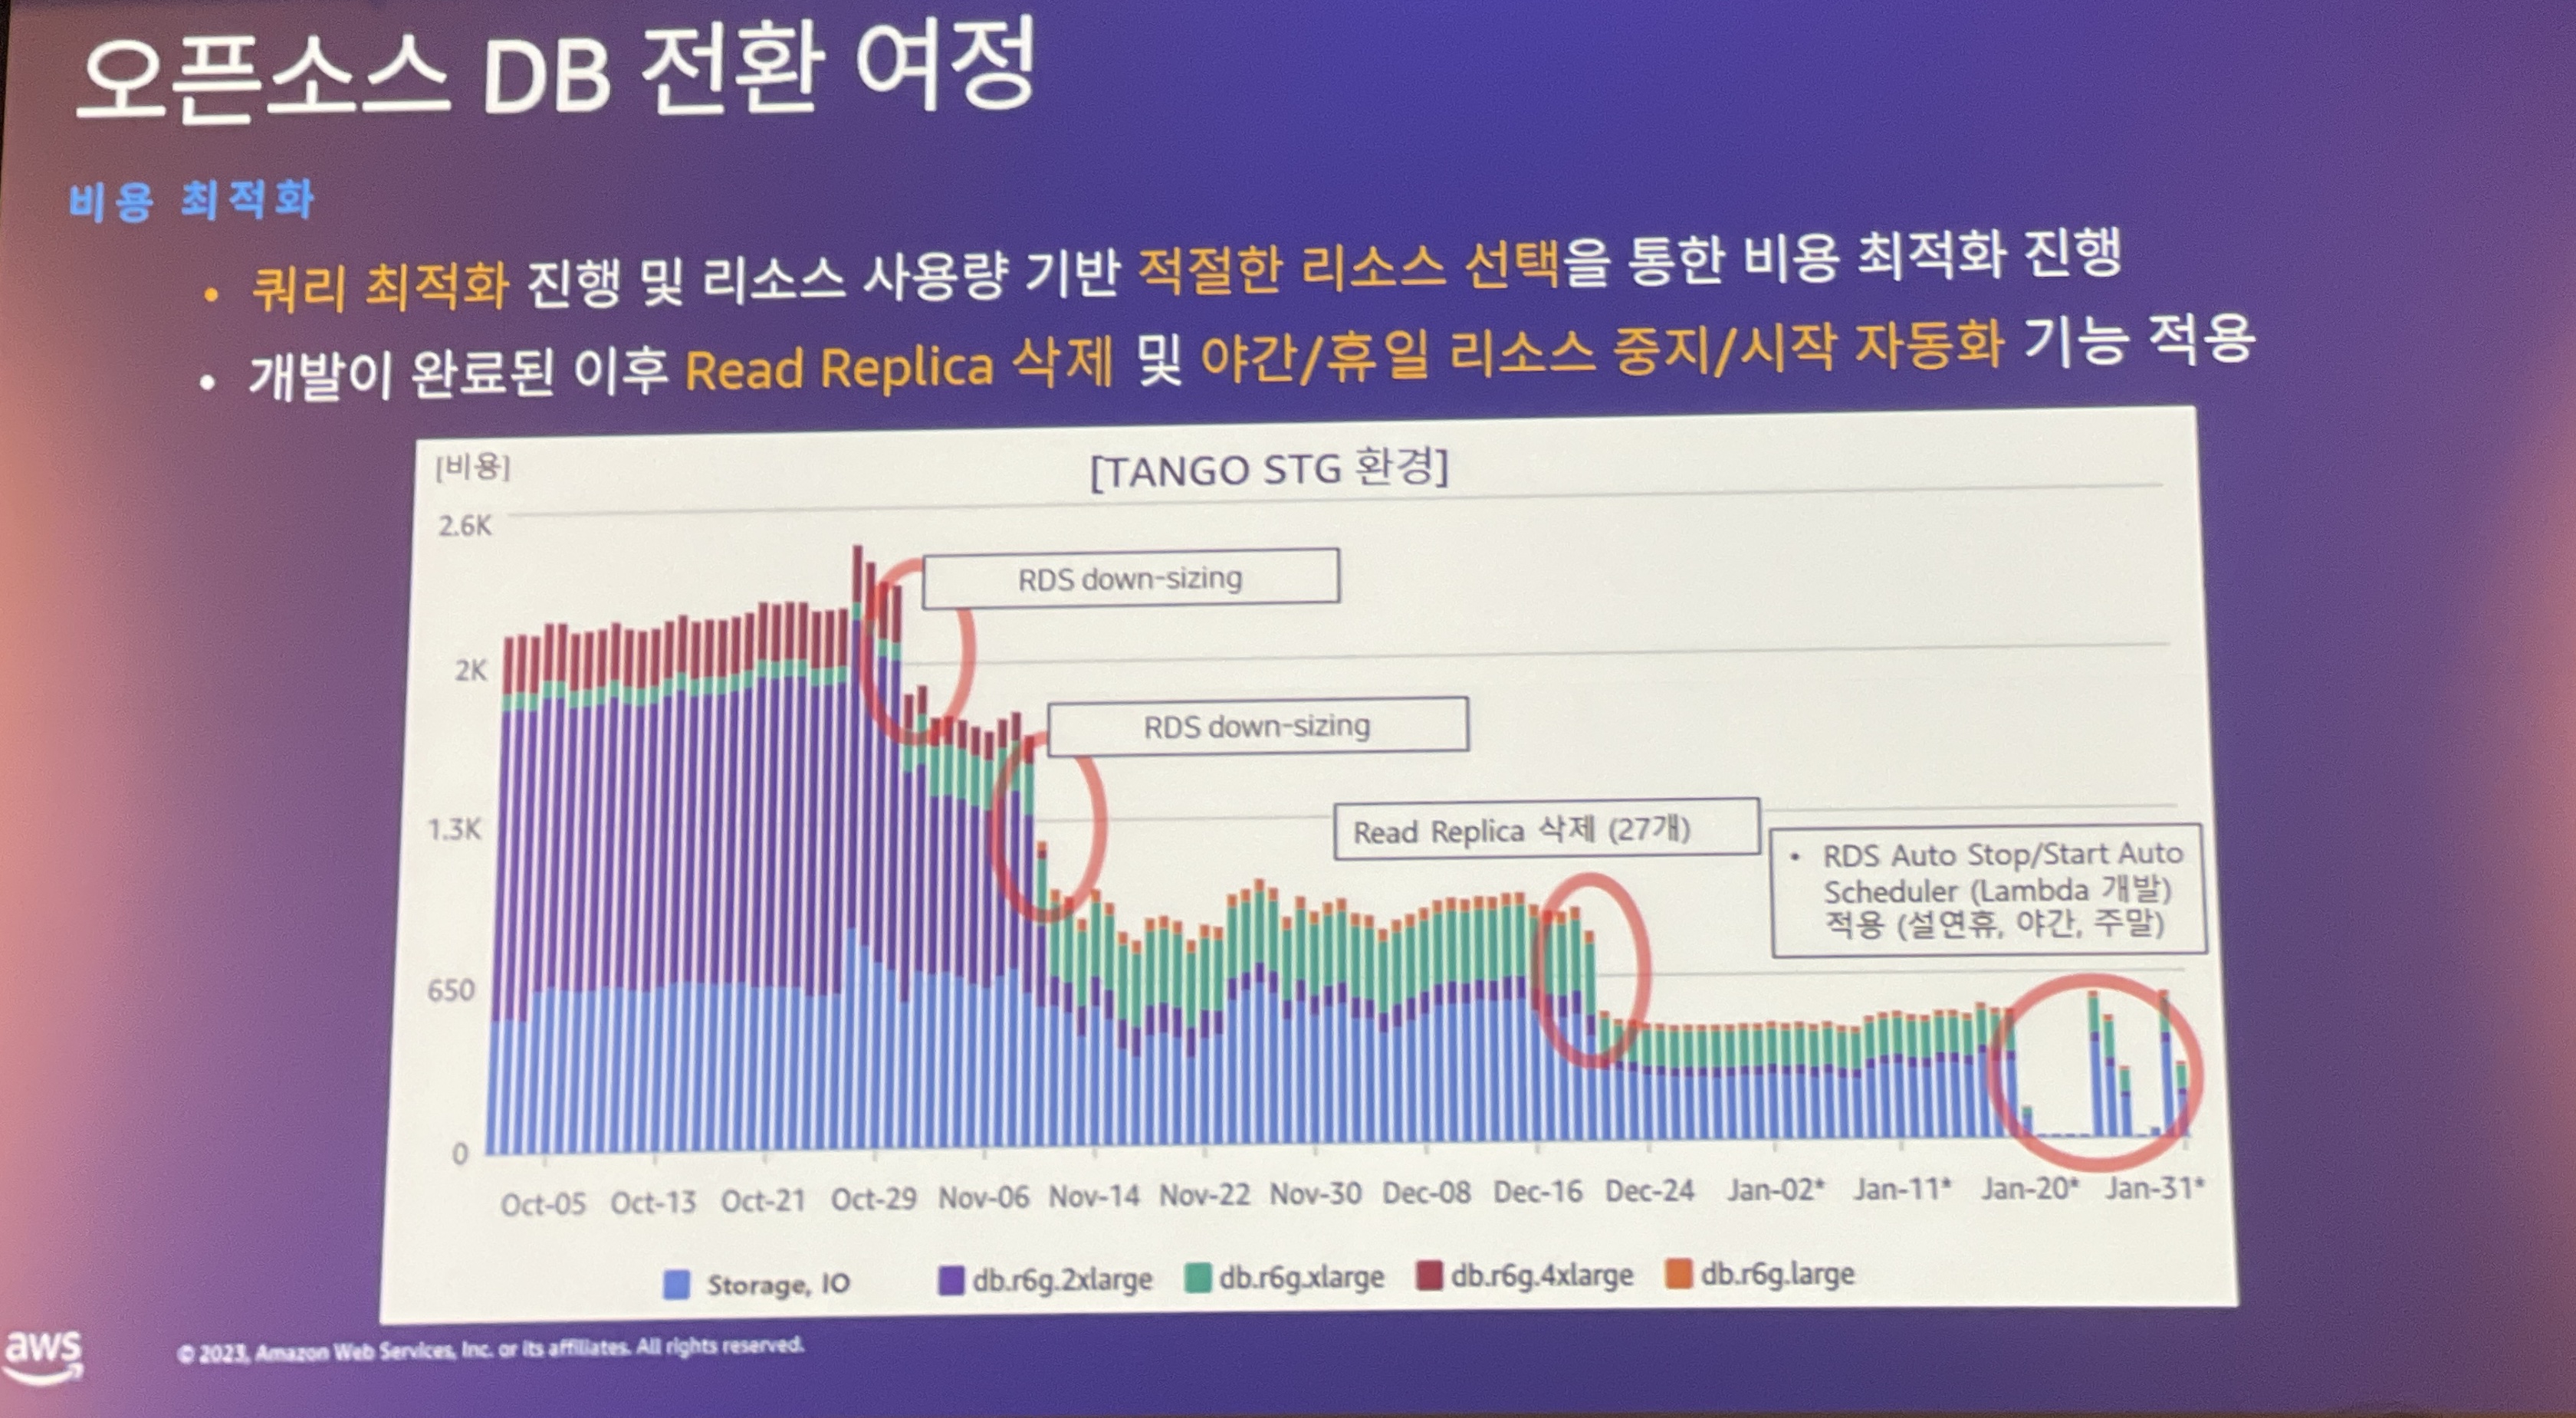 오픈소스 DB 전환 여정
비용 최적화
• 쿼리 최적화 진행 및 리소스 사용량 기반 적절한 리소스 선택을 통한 비용 최적화 진행
• 개발이 완료된 이후 Read Replica 삭제 및 야간/휴일 리소스 중지/시작 자동화 기능 적용
[비용]
[TANGO STG 환경]
2.6K
2K
1.3K
650
0
RDS down-sizing
RDS down-sizing
Read Replica 삭제 (27개)
• RDS Auto Stop/Start Auto
Scheduler (Lambda 개발)
적용 (설연휴, 야간, 주말)
Oct-05 Oct-13 Oct-21 Oct-29 Nov-06 Nov-14 Nov-22 Nov-30 Dec-08 Dec-16 Dec-24 Jan-02* Jan-11* Jan-20* Jan-31*
Storage, IO db.r6g.2xlarge db.r6g.xlarge db.r6g.4xlarge db.r6g.large
aws
© 2023, Amazon Web Services, Inc. or its affiliates. All rights reserved.